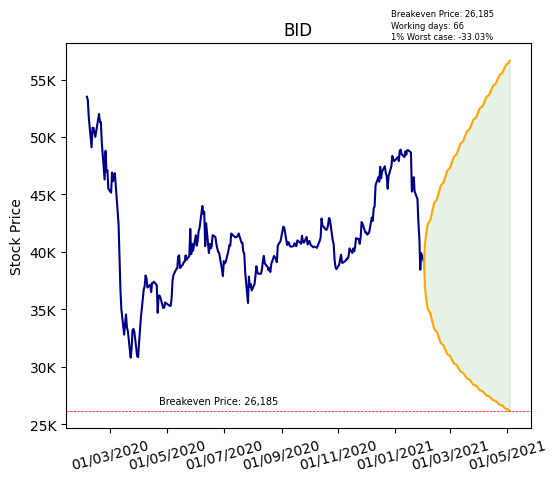 Breakeven Price: 26,185
Working days: 66
1% Worst case: -33.03%
BID
Stock Price
55K
50K
45K
40K
35K
30K
25K
Breakeven Price: 26,185
01/03/2020
01/05/2020
01/07/2020
01/09/2020
01/11/2020
01/01/2021
01/03/2021
01/05/2021